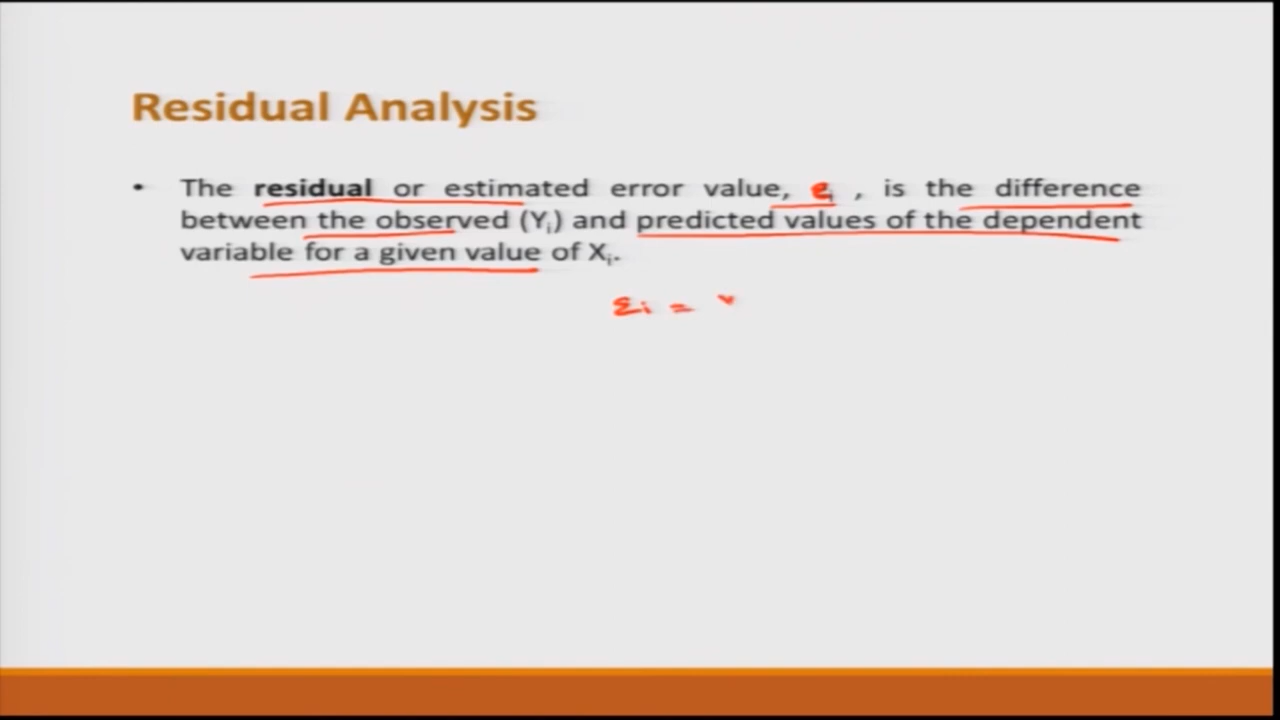 Residual Analysis
• The residual or estimated error value, eᵢ , is the difference
between the observed (Yᵢ) and predicted values of the dependent
variable for a given value of Xᵢ.
εᵢ =